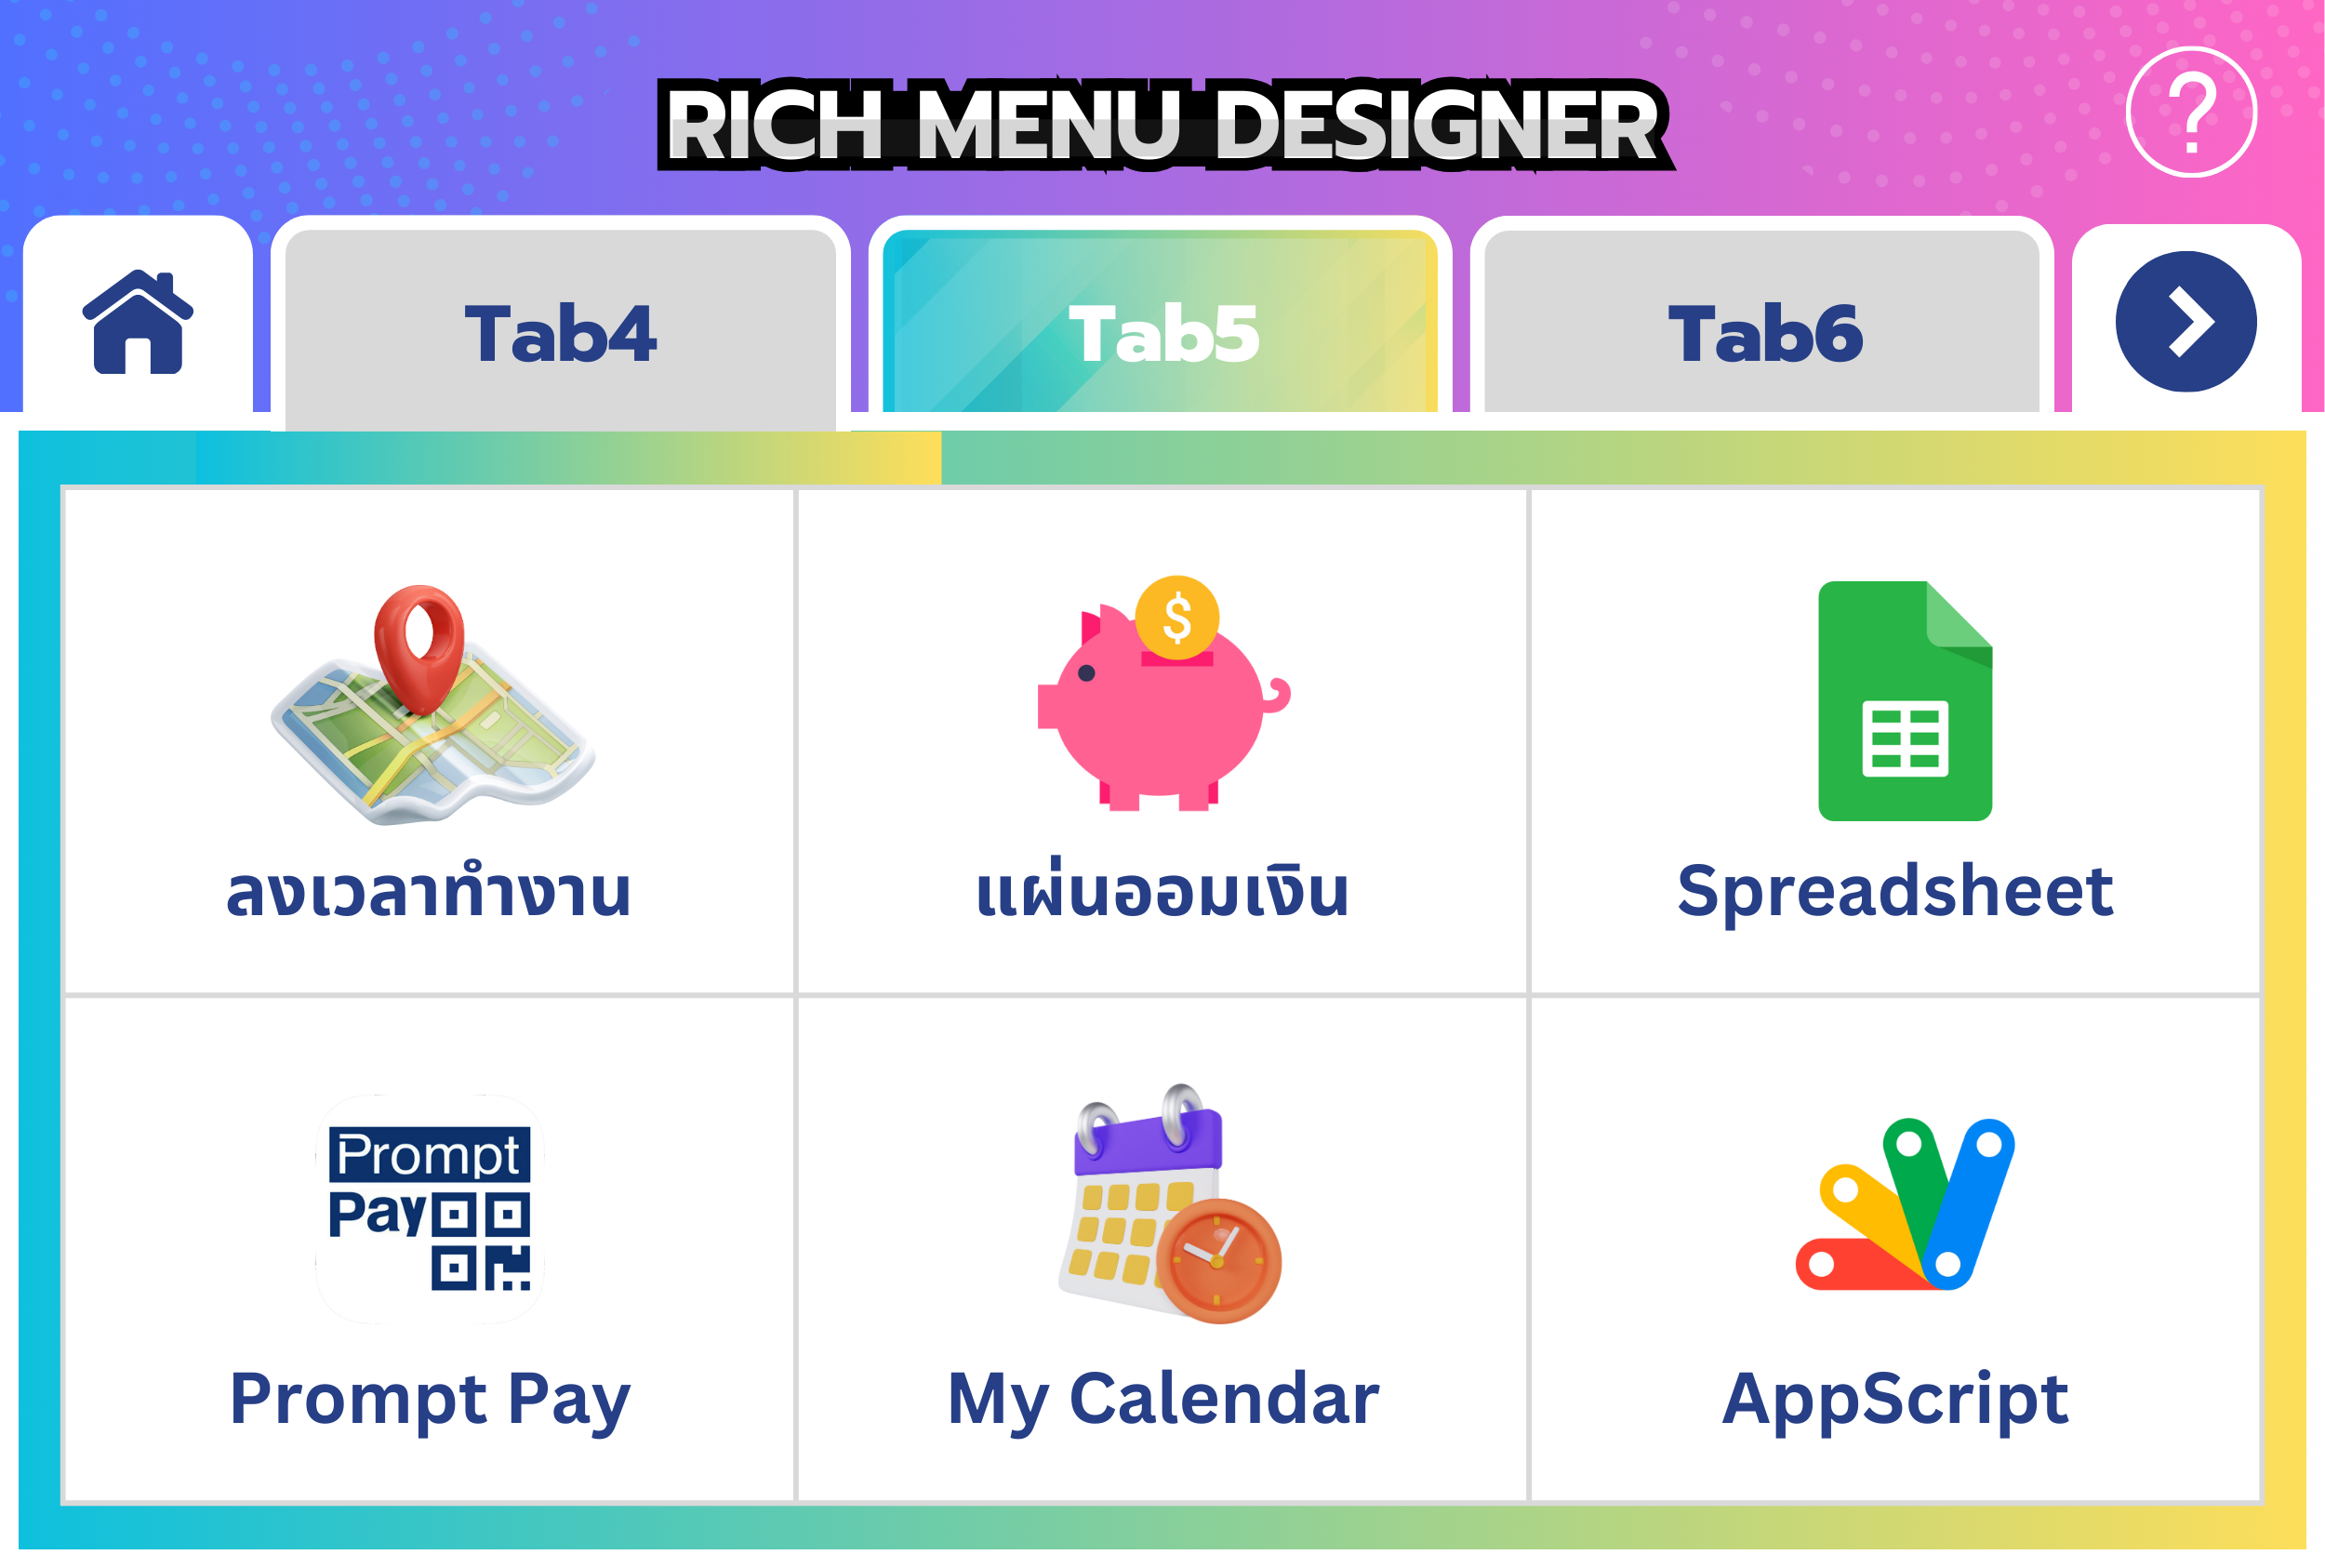 RICH MENU DESIGNER
?
Tab4
Tab5
Tab6
$
ลงเวลาทำงาน
แผ่นออมเงิน
Spreadsheet
Prompt
Pay
Prompt Pay
My Calendar
AppScript